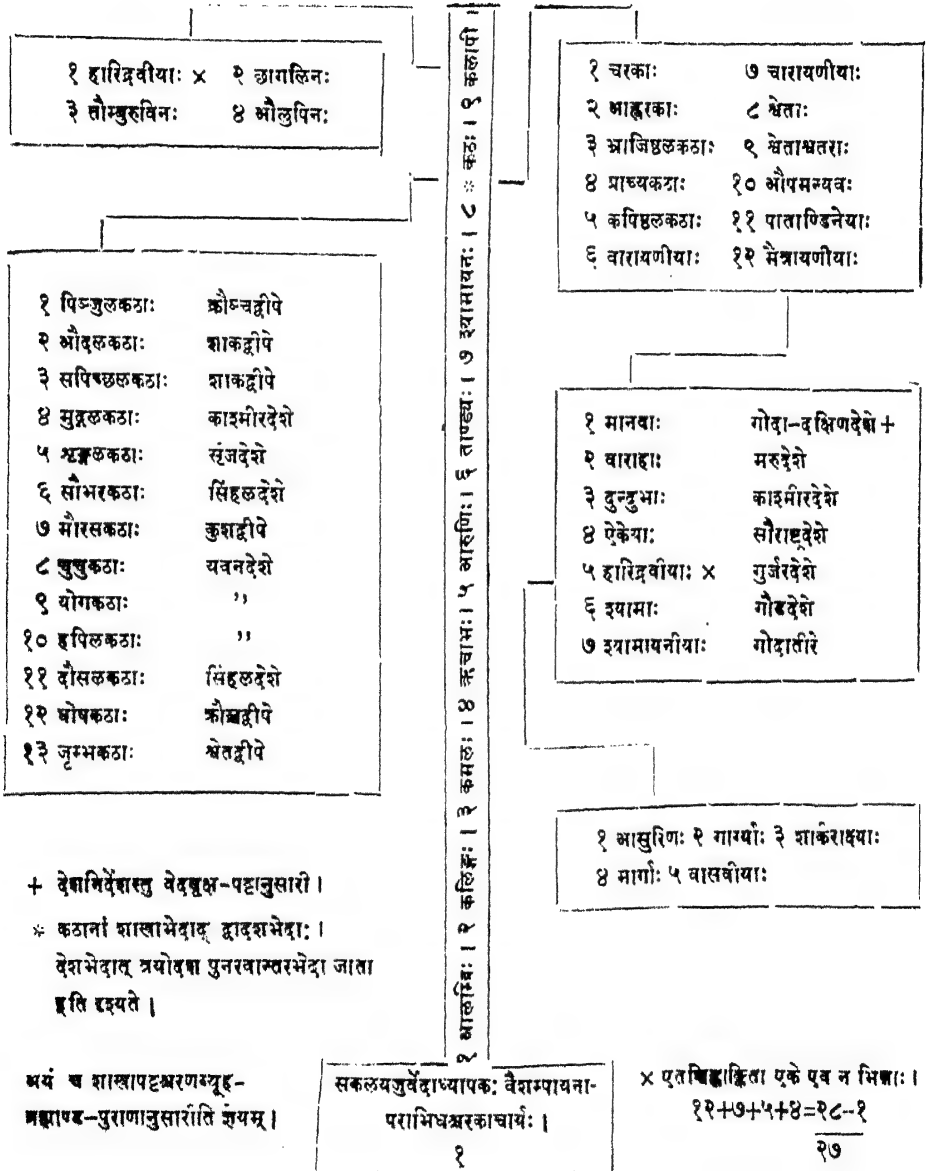 १ हारिद्रवीयाः × २ छागलिनः
३ तौम्बुरुविनः ४ औलुपिनः
१ चरकाः ७ चारायणीयाः
२ आह्वरकाः ८ श्वेताः
३ भ्राजिष्ठलकठाः ९ श्वेताश्वतराः
४ प्राच्यकठाः १० औपमन्यवः
५ कपिष्ठलकठाः ११ पाताण्डिनेयाः
६ वारायणीयाः १२ मैत्रायणीयाः
१ पिञ्जुलकठाः क्रौञ्चद्वीपे
२ औदलकठाः शाकद्वीपे
३ सपिच्छलकठाः शाकद्वीपे
४ मुद्गलकठाः काश्मीरदेशे
५ शृङ्गलकठाः सृंजदेशे
६ सौभरकठाः सिंहलदेशे
७ मौरसकठाः कुशद्वीपे
८ चुचुकठाः यवनदेशे
९ योगकठाः ,,
१० हपिलकठाः ,,
११ दौसलकठाः सिंहलदेशे
१२ घोषकठाः क्रौञ्चद्वीपे
१३ जृम्भकठाः श्वेतद्वीपे
१ मानवाः गोदा-दक्षिणदेशे +
२ वाराहाः मरुदेशे
३ दुन्दुभाः काश्मीरदेशे
४ ऐकेयाः सौराष्ट्रदेशे
५ हारिद्रवीयाः × गुर्जरदेशे
६ श्यामाः गौडदेशे
७ श्यामायनीयाः गोदातीरे
१ आसुरिणः २ गार्ग्याः ३ शार्कराक्ष्याः
४ मार्गाः ५ वासवीयाः
१ आलम्बिः । २ कलिङ्गः । ३ कमलः । ४ ऋचाभः । ५ आरुणिः । ६ ताण्ड्यः । ७ श्यामायनः । ८ * कठः । ९ कलापी ।
+ देशनिर्देशस्तु वेदवृक्ष-पट्टानुसारी ।
* कठानां शाखाभेदाद् द्वादशभेदाः ।
देशभेदात् त्रयोदश पुनरवान्तरभेदा जाता
इति दृश्यते ।
अयं च शाखापट्टश्चरणव्यूह-
ब्रह्माण्ड-पुराणानुसारीति ज्ञेयम् ।
सकलयजुर्वेदाध्यापकः वैशम्पायना-
पराभिधश्चरकाचार्यः ।
१
× एतच्चिह्नाङ्किता एके एव न भिन्नाः ।
१२+७+५+४=२८-१
२७